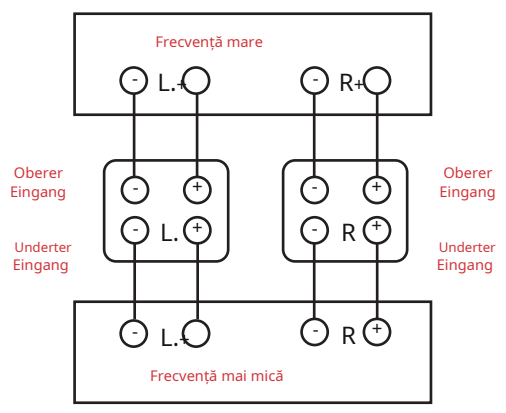 Frecvență mare
- L.+ - R+
Oberer
Eingang
- + - +
Oberer
Eingang
- L. + - R +
Underter
Eingang
Underter
Eingang
- L.+ - R +
Frecvență mai mică